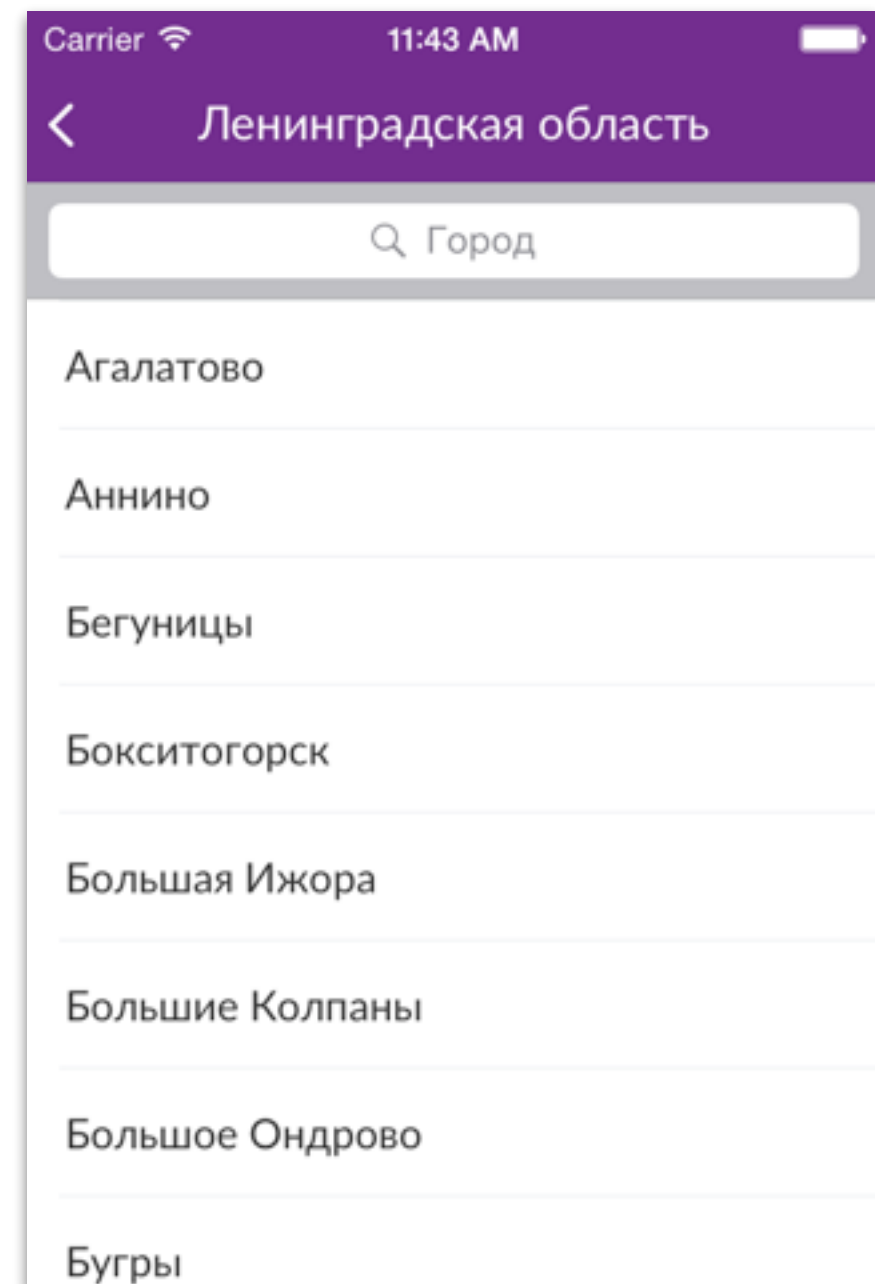 Carrier 11:43 AM
Ленинградская область
Город
Агалатово
Аннино
Бегуницы
Бокситогорск
Большая Ижора
Большие Колпаны
Большое Ондрово
Бугры